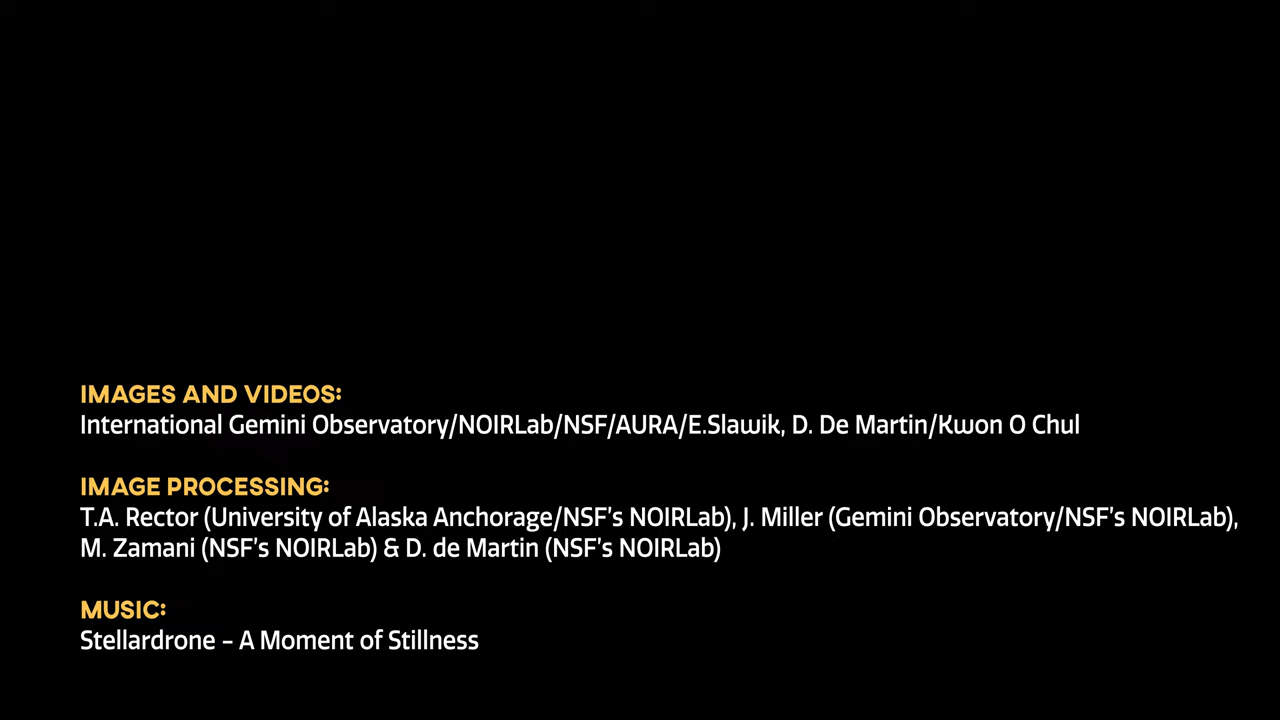 IMAGES AND VIDEOS:
International Gemini Observatory/NOIRLab/NSF/AURA/E.Slawik, D. De Martin/Kwon O Chul
IMAGE PROCESSING:
T.A. Rector (University of Alaska Anchorage/NSF's NOIRLab), J. Miller (Gemini Observatory/NSF's NOIRLab),
M. Zamani (NSF's NOIRLab) & D. de Martin (NSF's NOIRLab)
MUSIC:
Stellardrone – A Moment of Stillness